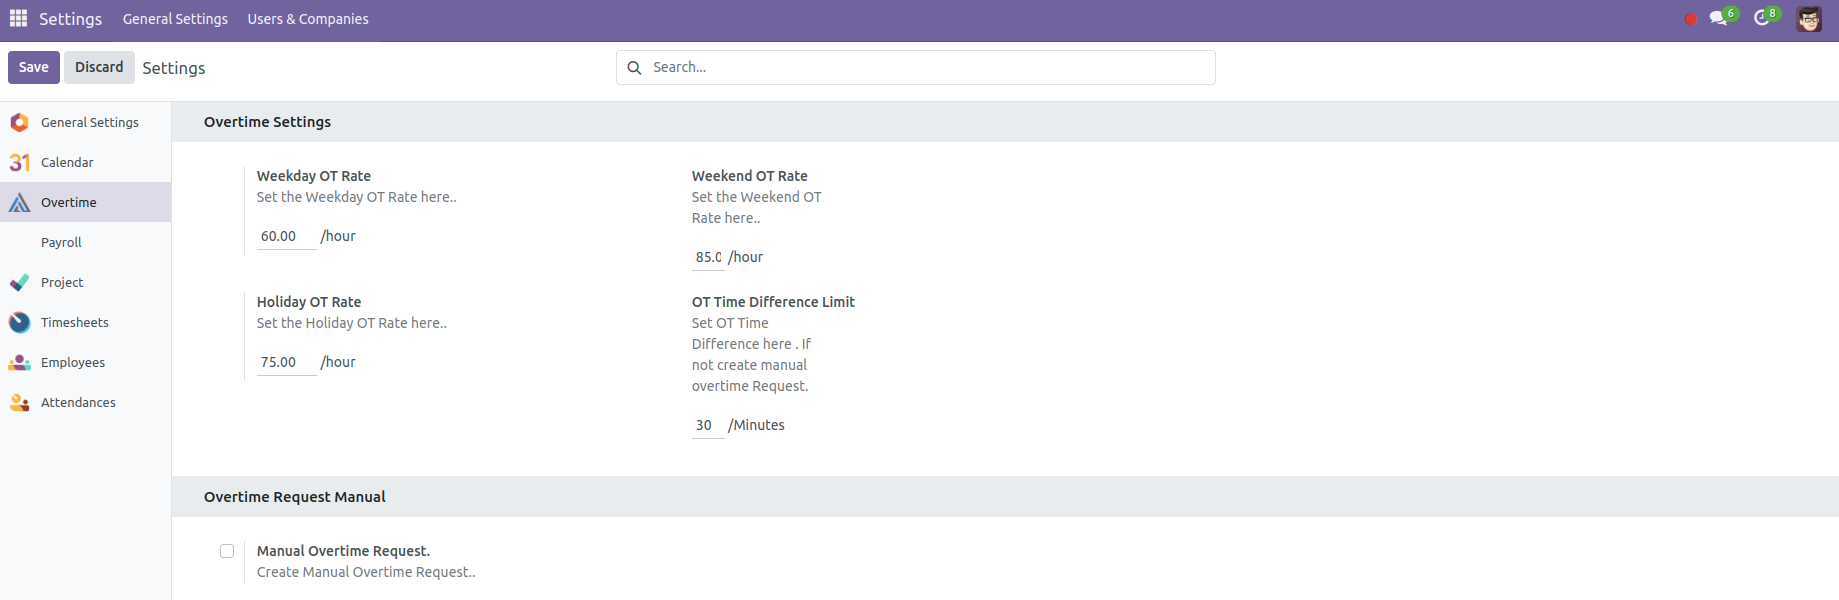 Settings General Settings Users & Companies 6 8
Save Discard Settings Search...
General Settings
31 Calendar
Overtime
Payroll
Project
Timesheets
Employees
Attendances
Overtime Settings
Weekday OT Rate
Set the Weekday OT Rate here..
60.00 /hour
Weekend OT Rate
Set the Weekend OT
Rate here..
85.0 /hour
Holiday OT Rate
Set the Holiday OT Rate here..
75.00 /hour
OT Time Difference Limit
Set OT Time
Difference here . If
not create manual
overtime Request.
30 /Minutes
Overtime Request Manual
Manual Overtime Request.
Create Manual Overtime Request..